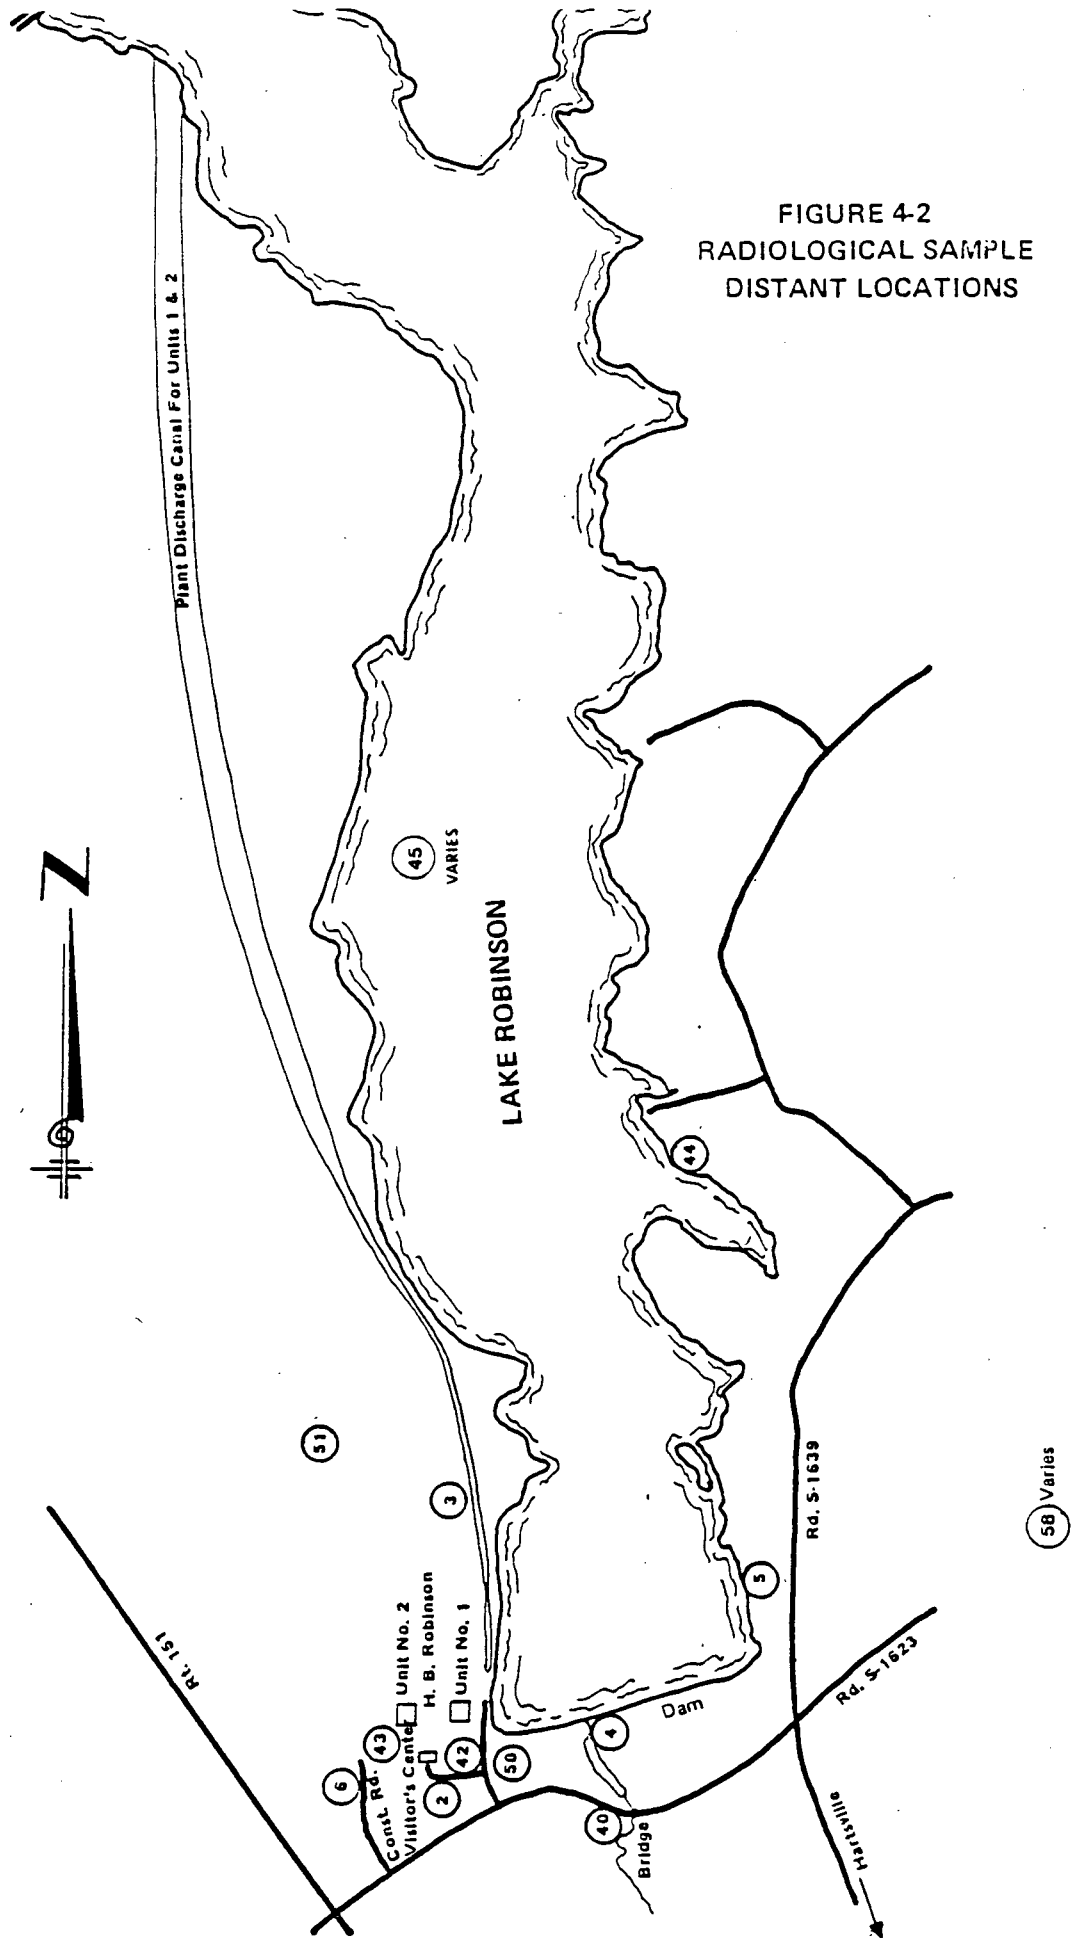 FIGURE 4-2
RADIOLOGICAL SAMPLE
DISTANT LOCATIONS
Plant Discharge Canal For Units 1 & 2
N
45
VARIES
LAKE ROBINSON
44
51
3
Rt. 151
Unit No. 2
H. B. Robinson
Unit No. 1
5
Rd. S-1639
58 Varies
Rd. S-1623
Dam
4
43
Visitor's Center
42
50
6
Const. Rd.
2
40
Bridge
Hartsville